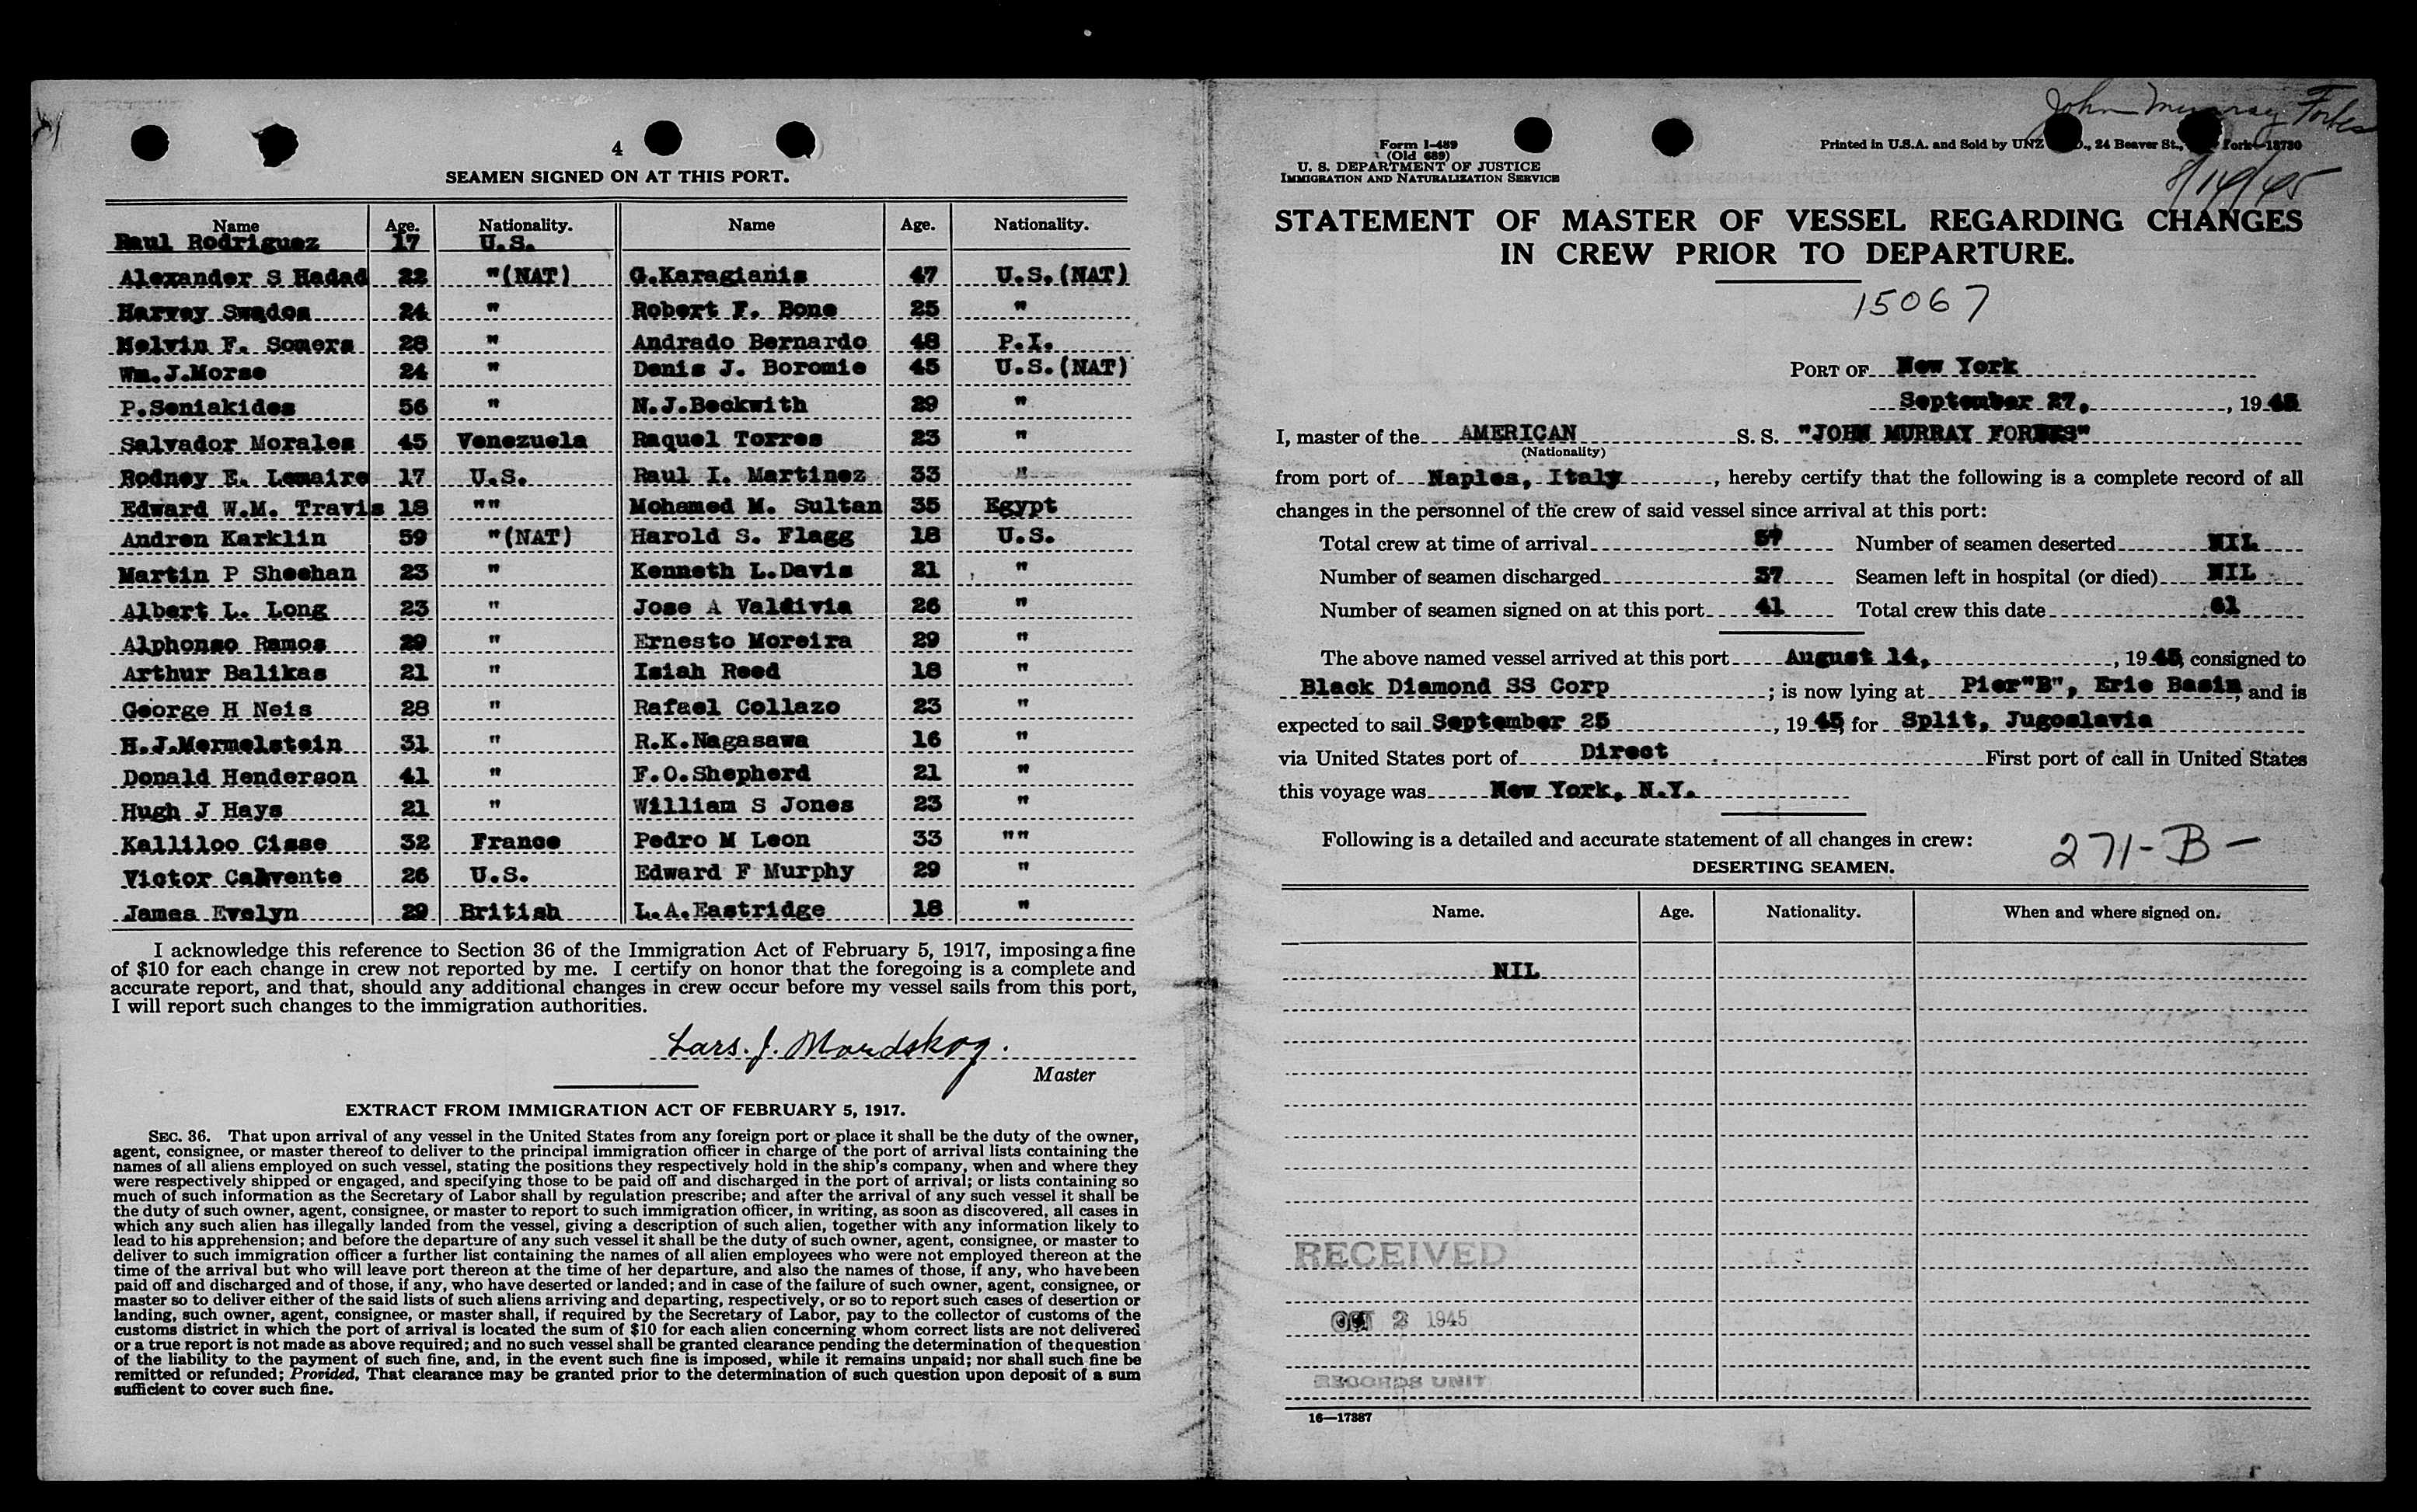 4
SEAMEN SIGNED ON AT THIS PORT.
Name Age. Nationality. Name Age. Nationality.
Raul Rodriguez 17 U.S.
Alexander S Hadad 22 "(NAT) G.Karagianis 47 U.S.(NAT)
Harvey Swados 24 " Robert F. Bone 25 "
Melvin F. Somers 28 " Andrado Bernardo 48 P.I.
Wm.J.Morse 24 " Denis J. Boromie 45 U.S.(NAT)
P.Seniakides 56 " N.J.Beckwith 29 "
Salvador Morales 45 Venezuela Raquel Torres 23 "
Rodney E. Lemaire 17 U.S. Raul I. Martinez 33 "
Edward W.M. Travis 18 "" Mohamed M. Sultan 35 Egypt
Andren Karklin 59 "(NAT) Harold S. Flagg 18 U.S.
Martin P Sheehan 23 " Kenneth L.Davis 21 "
Albert L. Long 23 " Jose A Valdivia 26 "
Alphonso Ramos 29 " Ernesto Moreira 29 "
Arthur Balikas 21 " Isiah Reed 18 "
George H Neis 28 " Rafael Collazo 23 "
H.J.Mermelstein 31 " R.K.Nagasawa 16 "
Donald Henderson 41 " F.O.Shepherd 21 "
Hugh J Hays 21 " William S Jones 23 "
Kalliloo Cisse 32 France Pedro M Leon 33 ""
Victor Calvente 26 U.S. Edward F Murphy 29 "
James Evelyn 29 British L.A.Eastridge 18 "
I acknowledge this reference to Section 36 of the Immigration Act of February 5, 1917, imposing a fine
of $10 for each change in crew not reported by me. I certify on honor that the foregoing is a complete and
accurate report, and that, should any additional changes in crew occur before my vessel sails from this port,
I will report such changes to the immigration authorities.
Lars. J. Mordskog.
Master
EXTRACT FROM IMMIGRATION ACT OF FEBRUARY 5, 1917.
SEC. 36. That upon arrival of any vessel in the United States from any foreign port or place it shall be the duty of the owner,
agent, consignee, or master thereof to deliver to the principal immigration officer in charge of the port of arrival lists containing the
names of all aliens employed on such vessel, stating the positions they respectively hold in the ship's company, when and where they
were respectively shipped or engaged, and specifying those to be paid off and discharged in the port of arrival; or lists containing so
much of such information as the Secretary of Labor shall by regulation prescribe; and after the arrival of any such vessel it shall be
the duty of such owner, agent, consignee, or master to report to such immigration officer, in writing, as soon as discovered, all cases in
which any such alien has illegally landed from the vessel, giving a description of such alien, together with any information likely to
lead to his apprehension; and before the departure of any such vessel it shall be the duty of such owner, agent, consignee, or master to
deliver to such immigration officer a further list containing the names of all alien employees who were not employed thereon at the
time of the arrival but who will leave port thereon at the time of her departure, and also the names of those, if any, who have been
paid off and discharged and of those, if any, who have deserted or landed; and in case of the failure of such owner, agent, consignee, or
master so to deliver either of the said lists of such aliens arriving and departing, respectively, or so to report such cases of desertion or
landing, such owner, agent, consignee, or master shall, if required by the Secretary of Labor, pay to the collector of customs of the
customs district in which the port of arrival is located the sum of $10 for each alien concerning whom correct lists are not delivered
or a true report is not made as above required; and no such vessel shall be granted clearance pending the determination of the question
of the liability to the payment of such fine, and, in the event such fine is imposed, while it remains unpaid; nor shall such fine be
remitted or refunded; Provided, That clearance may be granted prior to the determination of such question upon deposit of a sum
sufficient to cover such fine.
John Murray Forbes
8/14/45
Form I-489
(Old 689)
U. S. DEPARTMENT OF JUSTICE
IMMIGRATION AND NATURALIZATION SERVICE
Printed in U.S.A. and Sold by UNZ O., 24 Beaver St., York—13730
STATEMENT OF MASTER OF VESSEL REGARDING CHANGES
IN CREW PRIOR TO DEPARTURE.
15067
PORT OF New York
September 27, , 1945
I, master of the AMERICAN S. S. "JOHN MURRAY FORBES"
(Nationality)
from port of Naples, Italy , hereby certify that the following is a complete record of all
changes in the personnel of the crew of said vessel since arrival at this port:
Total crew at time of arrival 57 Number of seamen deserted NIL
Number of seamen discharged 37 Seamen left in hospital (or died) NIL
Number of seamen signed on at this port 41 Total crew this date 61
The above named vessel arrived at this port August 14, , 1945, consigned to
Black Diamond SS Corp ; is now lying at Pier"B", Erie Basin, and is
expected to sail September 25 , 1945, for Split, Jugoslavia
via United States port of Direct First port of call in United States
this voyage was New York, N.Y.
Following is a detailed and accurate statement of all changes in crew:
271-B-
DESERTING SEAMEN.
Name. Age. Nationality. When and where signed on.
NIL
RECEIVED
OCT 2 1945
RECORDS UNIT
16—17387